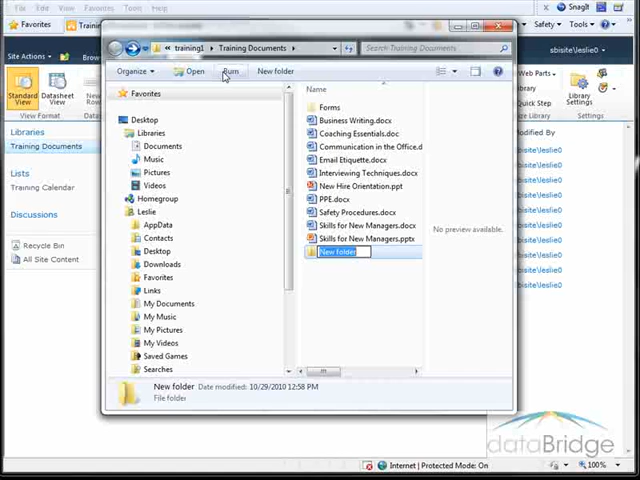 File Edit View Favorites Tools Help
SnagIt
Favorites
Safety
Tools
Site Actions
sbisite\leslie0
Standard View
Datasheet View
View Format
Web Parts
Quick Step
Library Settings
Settings
Libraries
Training Documents
Lists
Training Calendar
Discussions
Recycle Bin
All Site Content
Modified By
sbisite\leslie0
sbisite\leslie0
sbisite\leslie0
sbisite\leslie0
sbisite\leslie0
sbisite\leslie0
sbisite\leslie0
sbisite\leslie0
sbisite\leslie0
sbisite\leslie0
« training1 Training Documents
Search Training Documents
Organize Open Burn New folder
Favorites
Desktop
Libraries
Documents
Music
Pictures
Videos
Homegroup
Leslie
AppData
Contacts
Desktop
Downloads
Favorites
Links
My Documents
My Music
My Pictures
My Videos
Saved Games
Searches
Name
Forms
Business Writing.docx
Coaching Essentials.doc
Communication in the Office.d
Email Etiquette.docx
Interviewing Techniques.docx
New Hire Orientation.ppt
PPE.docx
Safety Procedures.docx
Skills for New Managers.docx
Skills for New Managers.pptx
New folder
No preview available.
New folder Date modified: 10/29/2010 12:58 PM
File folder
dataBridge
Internet | Protected Mode: On
100%